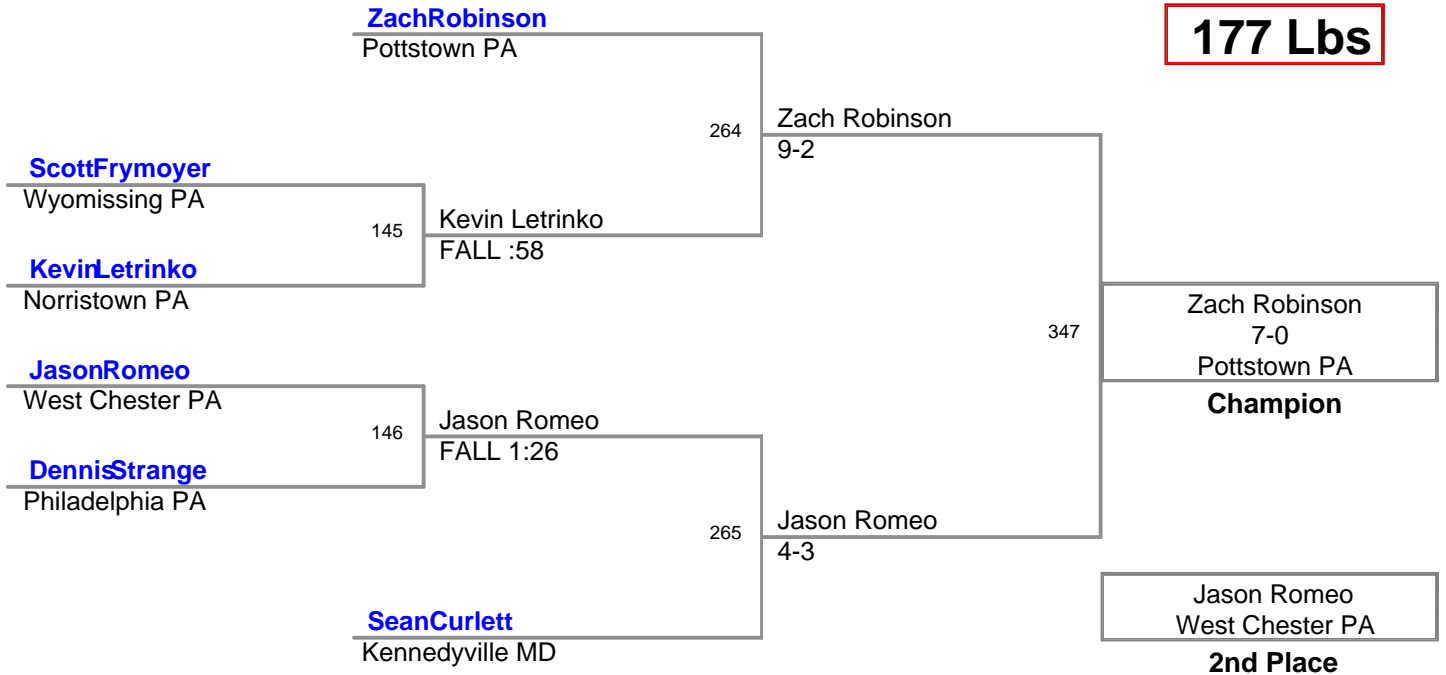 ZachRobinson
Pottstown PA
177 Lbs
264
Zach Robinson
9-2
ScottFrymoyer
Wyomissing PA
145
Kevin Letrinko
FALL :58
KevinLetrinko
Norristown PA
347
Zach Robinson
7-0
Pottstown PA
Champion
JasonRomeo
West Chester PA
146
Jason Romeo
FALL 1:26
DennisStrange
Philadelphia PA
265
Jason Romeo
4-3
SeanCurlett
Kennedyville MD
Jason Romeo
West Chester PA
2nd Place